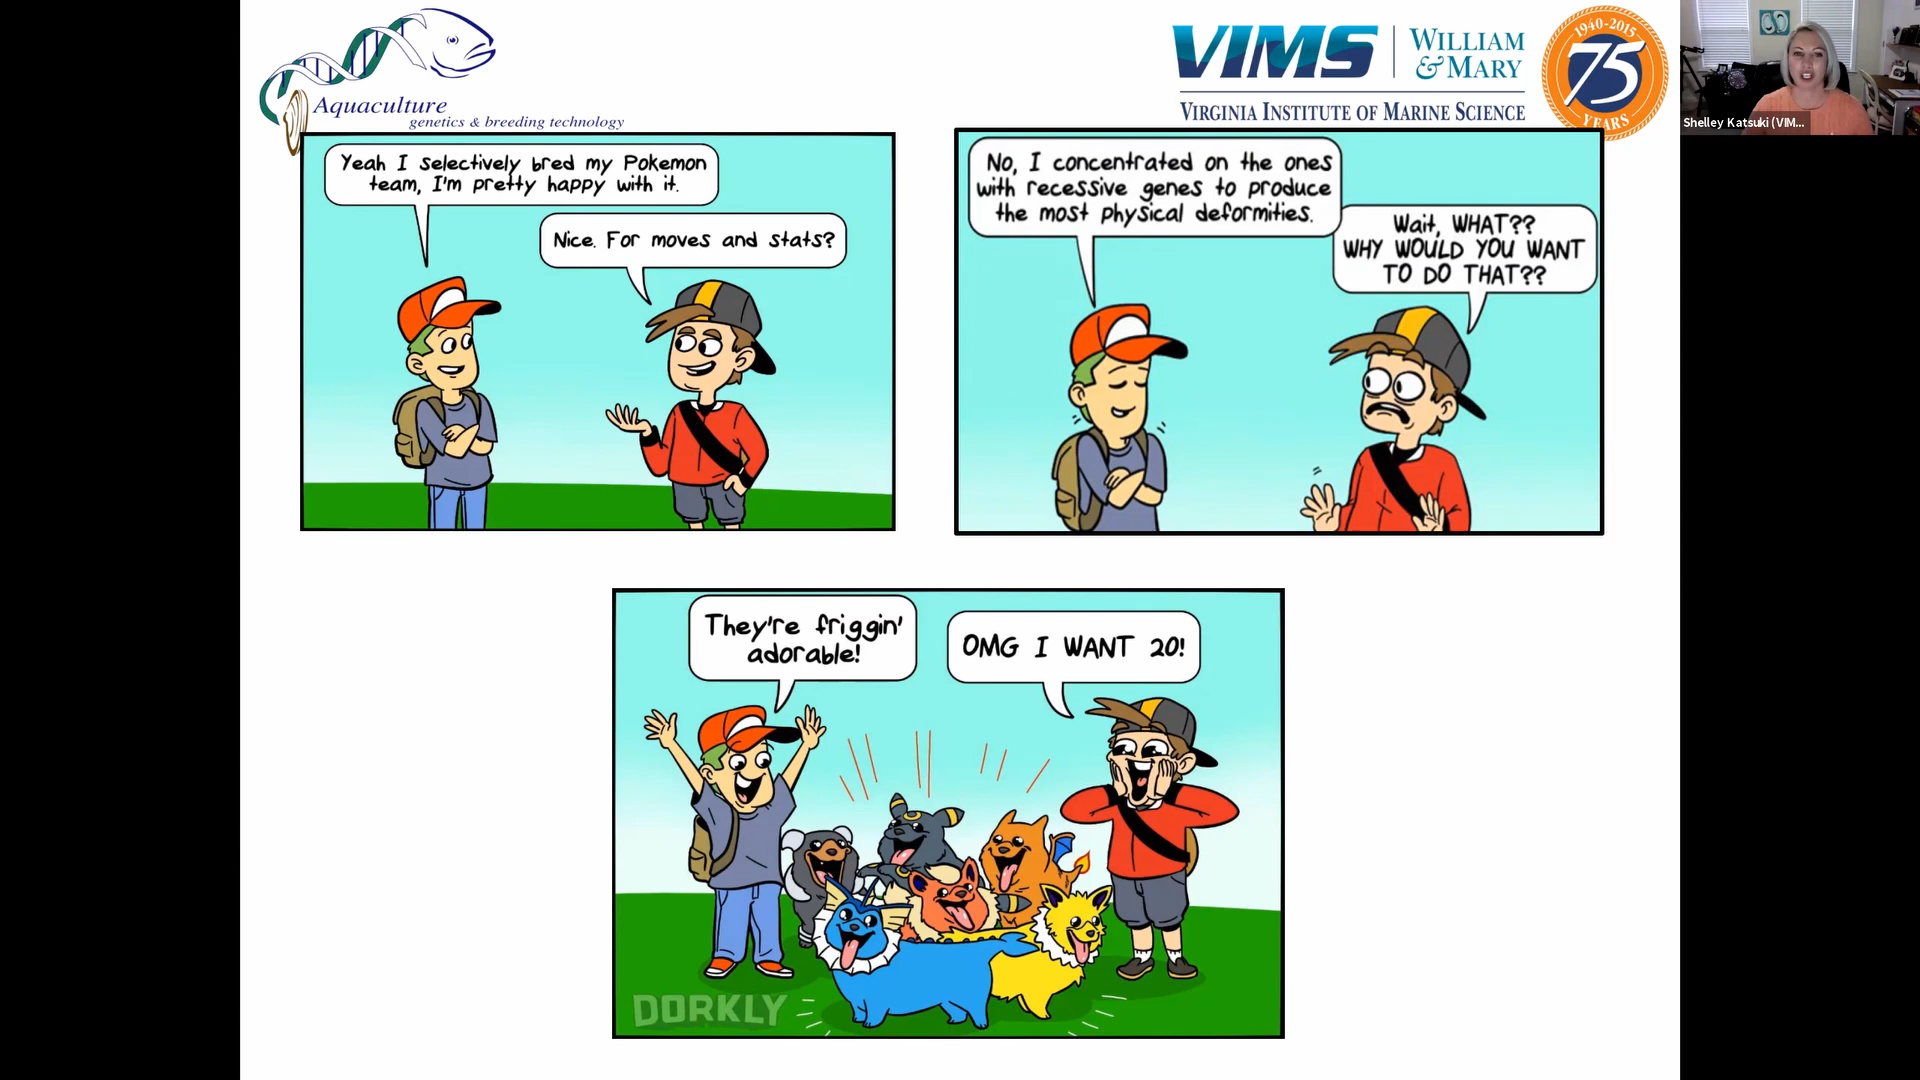 Aquaculture
genetics & breeding technology
VIMS
WILLIAM
& MARY
VIRGINIA INSTITUTE OF MARINE SCIENCE
1940-2015
75
YEARS
Shelley Katsuki (VIM...
Yeah I selectively bred my Pokemon
team, I'm pretty happy with it.
Nice. For moves and stats?
No, I concentrated on the ones
with recessive genes to produce
the most physical deformities.
Wait, WHAT??
WHY WOULD YOU WANT
TO DO THAT??
They're friggin'
adorable!
OMG I WANT 20!
DORKLY